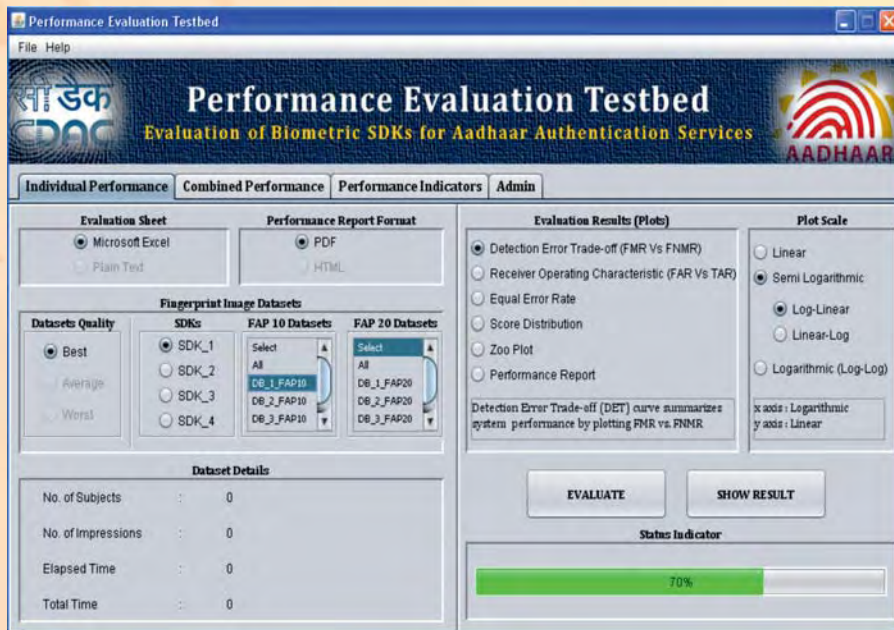 Performance Evaluation Testbed
File Help
सी डैक
CDAC
Performance Evaluation Testbed
Evaluation of Biometric SDKs for Aadhaar Authentication Services
AADHAAR
Individual Performance Combined Performance Performance Indicators Admin
Evaluation Sheet
Microsoft Excel
Plain Text
Performance Report Format
PDF
HTML
Fingerprint Image Datasets
Datasets Quality
Best
Average
Worst
SDKs
SDK_1
SDK_2
SDK_3
SDK_4
FAP 10 Datasets
Select
All
DB_1_FAP10
DB_2_FAP10
DB_3_FAP10
FAP 20 Datasets
Select
All
DB_1_FAP20
DB_2_FAP20
DB_3_FAP20
Dataset Details
No. of Subjects : 0
No. of Impressions : 0
Elapsed Time : 0
Total Time : 0
Evaluation Results (Plots)
Detection Error Trade-off (FMR Vs FNMR)
Receiver Operating Characteristic (FAR Vs TAR)
Equal Error Rate
Score Distribution
Zoo Plot
Performance Report
Detection Error Trade-off (DET) curve summarizes
system performance by plotting FMR vs. FNMR
Plot Scale
Linear
Semi Logarithmic
Log-Linear
Linear-Log
Logarithmic (Log-Log)
x axis : Logarithmic
y axis : Linear
EVALUATE SHOW RESULT
Status Indicator
70%